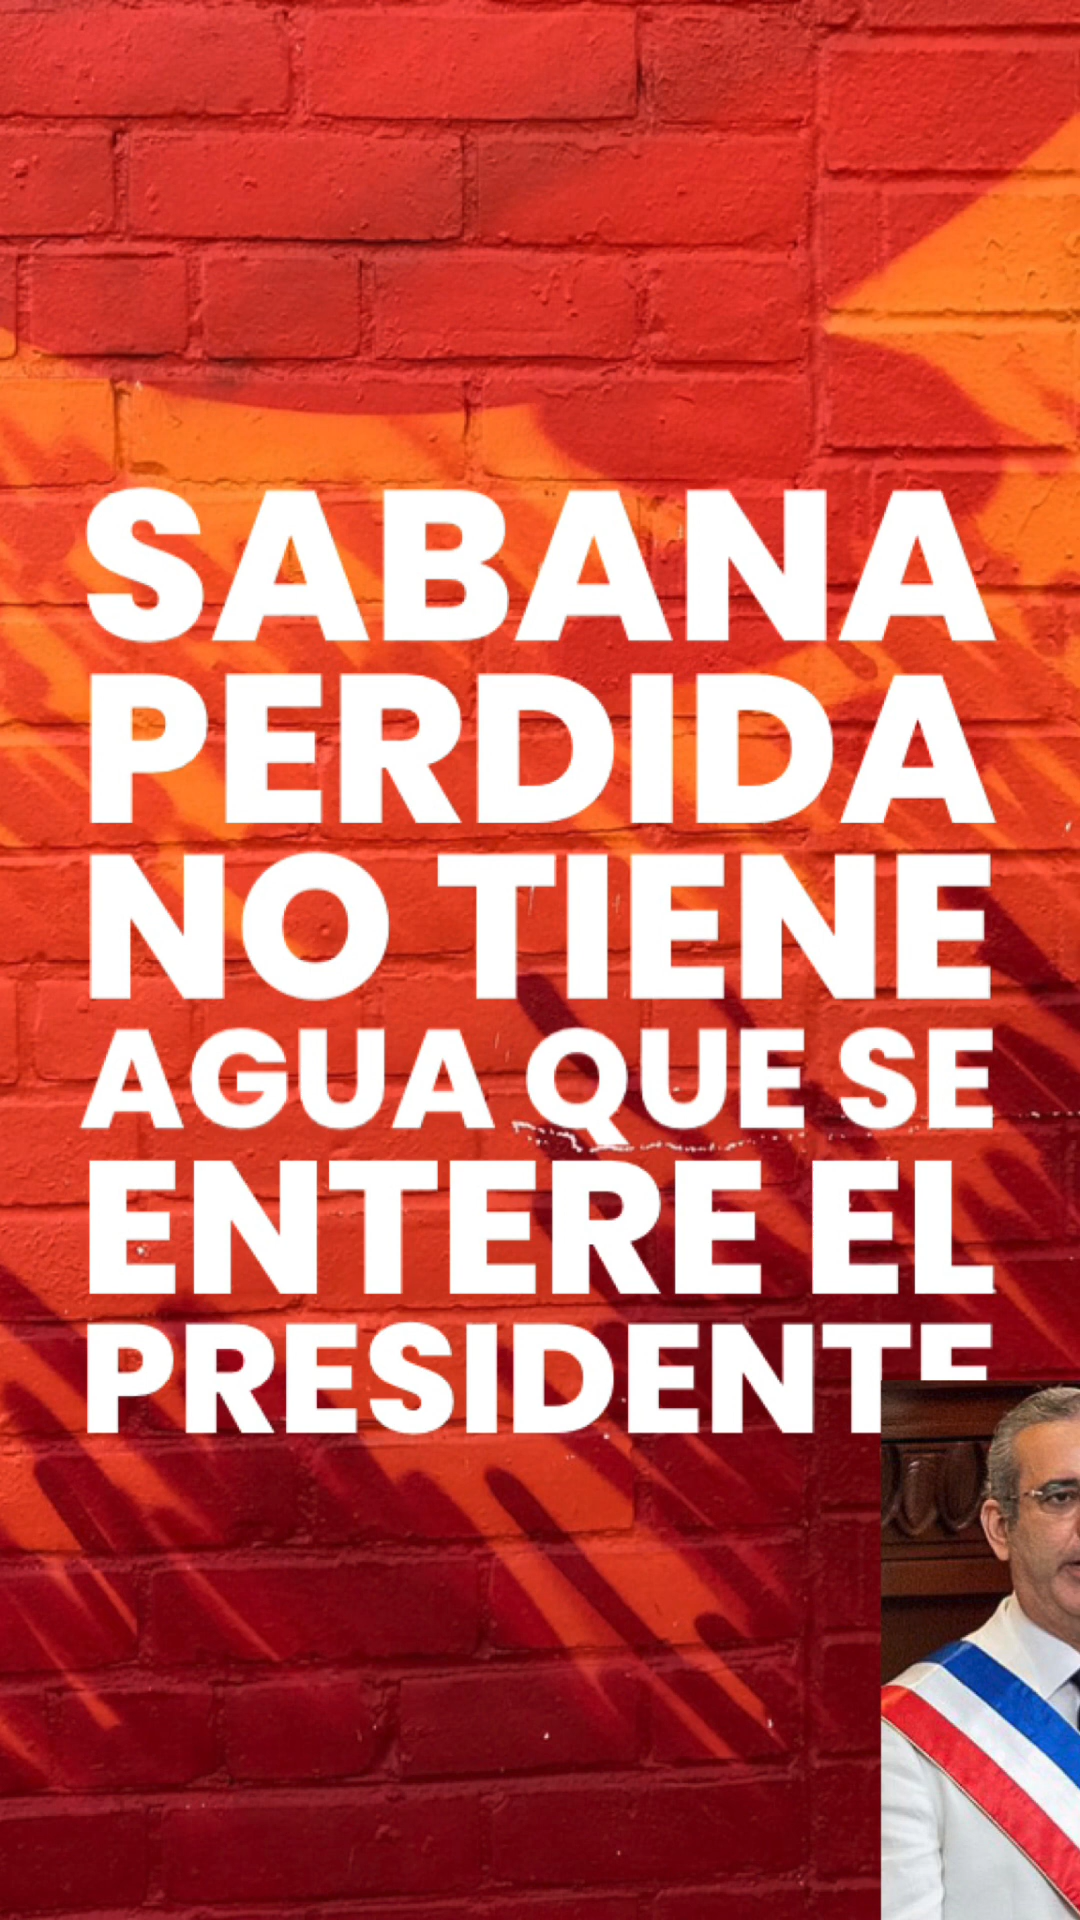 SABANA
PERDIDA
NO TIENE
AGUA QUE SE
ENTERE EL
PRESIDENTE